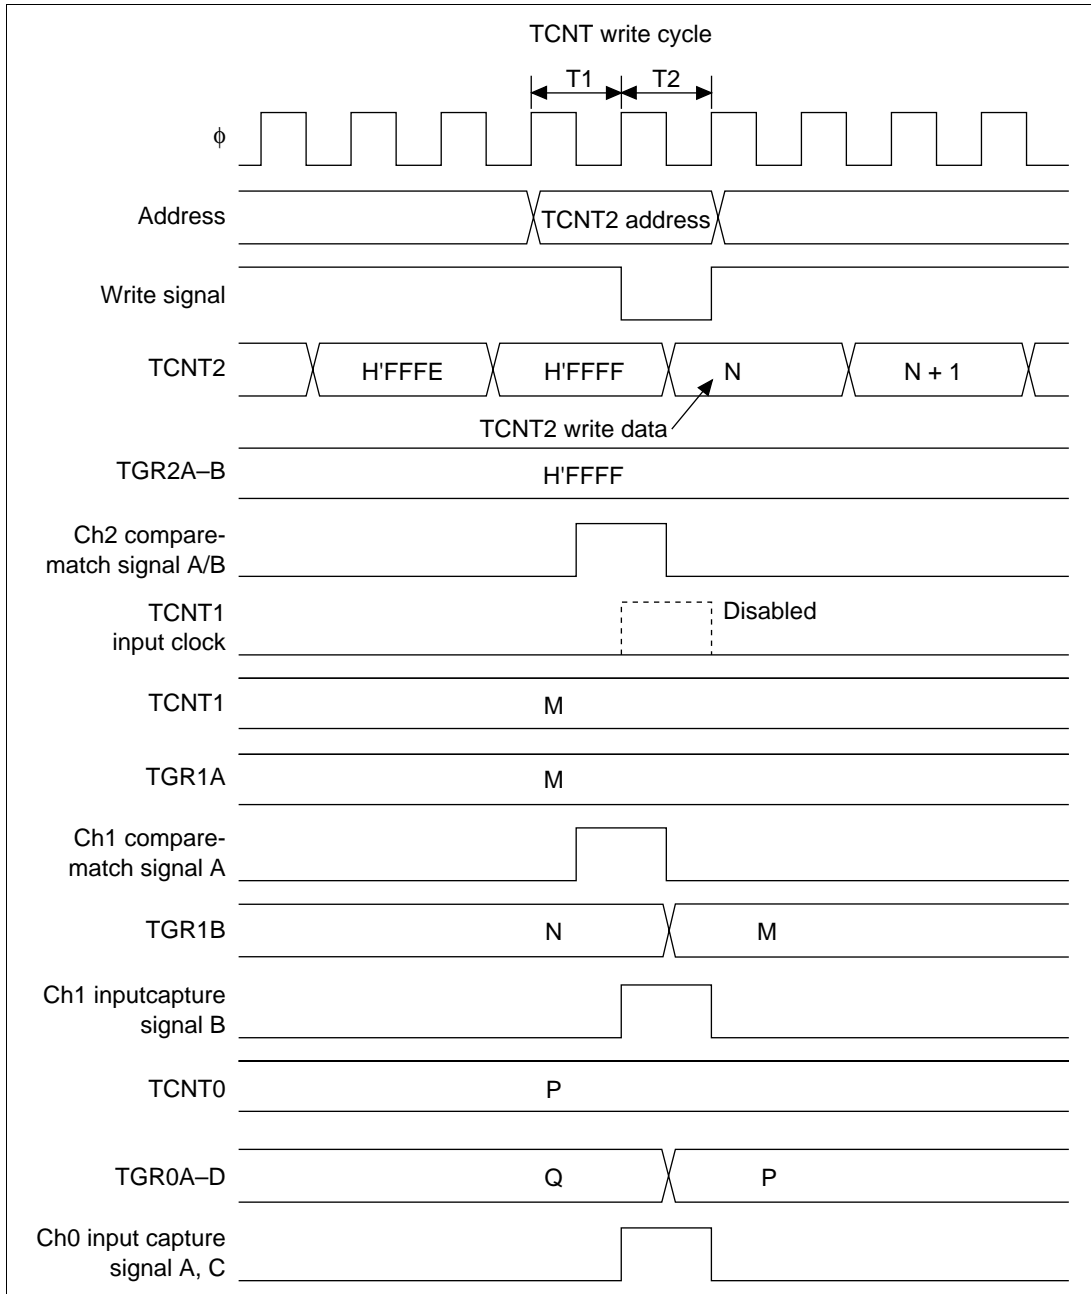 TCNT write cycle
T1 T2
ϕ
Address TCNT2 address
Write signal
TCNT2 H'FFFE H'FFFF N N + 1
TCNT2 write data
TGR2A–B H'FFFF
Ch2 compare-
match signal A/B
TCNT1 Disabled
input clock
TCNT1 M
TGR1A M
Ch1 compare-
match signal A
TGR1B N M
Ch1 inputcapture
signal B
TCNT0 P
TGR0A–D Q P
Ch0 input capture
signal A, C